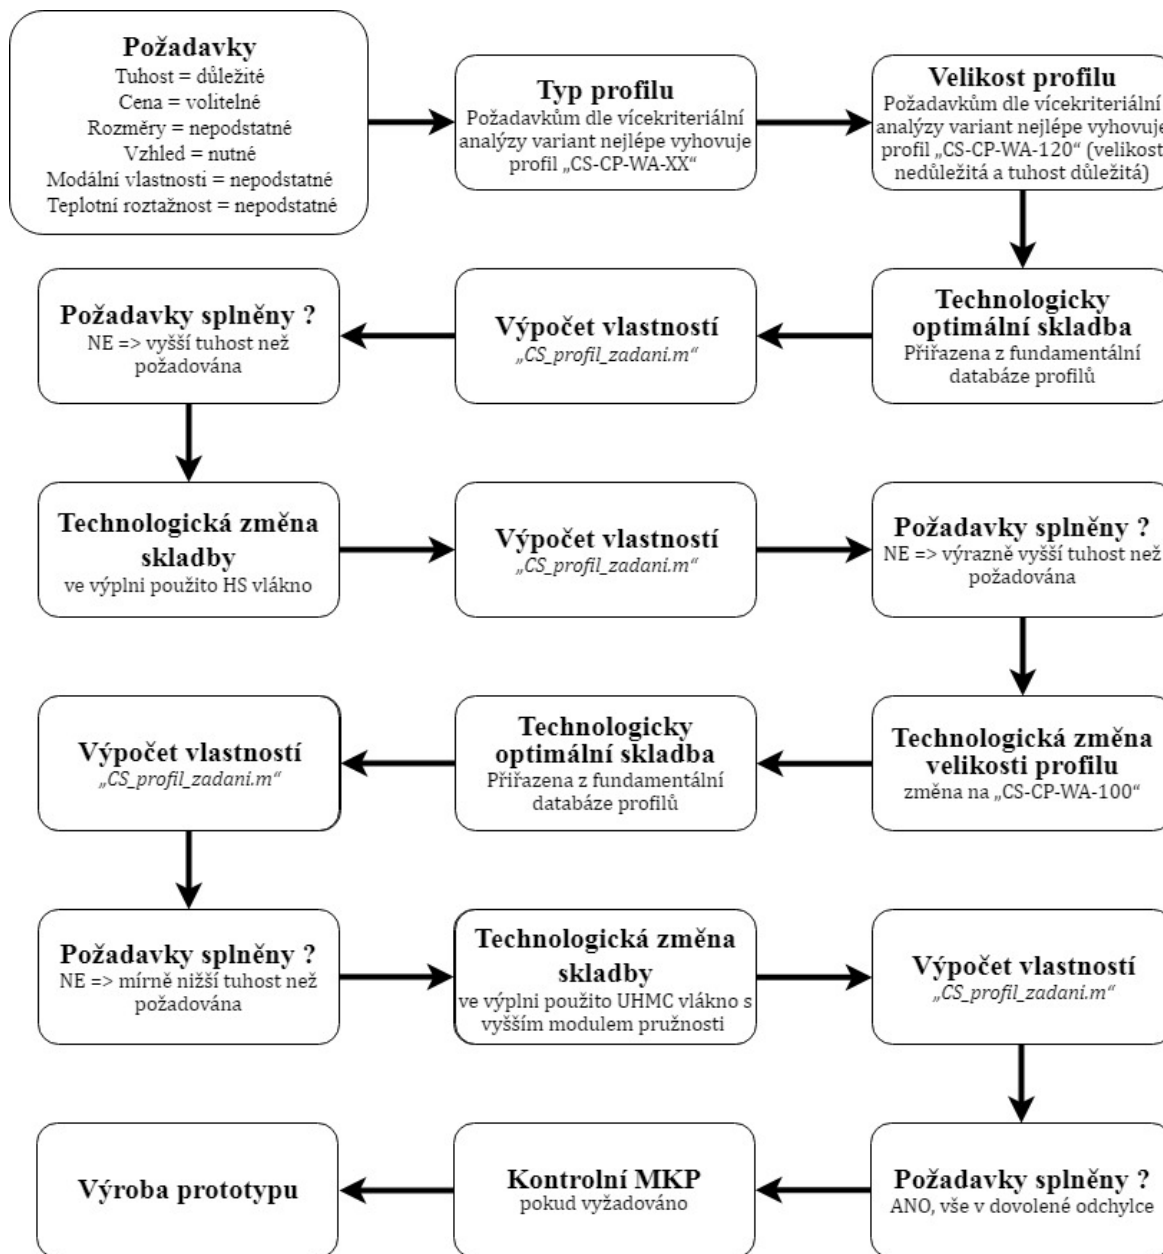 Požadavky
Tuhost = důležité
Cena = volitelné
Rozměry = nepodstatné
Vzhled = nutné
Modální vlastnosti = nepodstatné
Teplotní roztažnost = nepodstatné
Typ profilu
Požadavkům dle vícekriteriální
analýzy variant nejlépe vyhovuje
profil „CS-CP-WA-XX“
Velikost profilu
Požadavkům dle vícekriteriální
analýzy variant nejlépe vyhovuje
profil „CS-CP-WA-120“ (velikost
nedůležitá a tuhost důležitá)
Technologicky
optimální skladba
Přiřazena z fundamentální
databáze profilů
Výpočet vlastností
„CS_profil_zadani.m“
Požadavky splněny ?
NE => vyšší tuhost než
požadována
Technologická změna
skladby
ve výplni použito HS vlákno
Výpočet vlastností
„CS_profil_zadani.m“
Požadavky splněny ?
NE => výrazně vyšší tuhost než
požadována
Technologická změna
velikosti profilu
změna na „CS-CP-WA-100“
Technologicky
optimální skladba
Přiřazena z fundamentální
databáze profilů
Výpočet vlastností
„CS_profil_zadani.m“
Požadavky splněny ?
NE => mírně nižší tuhost než
požadována
Technologická změna
skladby
ve výplni použito UHMC vlákno s
vyšším modulem pružnosti
Výpočet vlastností
„CS_profil_zadani.m“
Požadavky splněny ?
ANO, vše v dovolené odchylce
Kontrolní MKP
pokud vyžadováno
Výroba prototypu